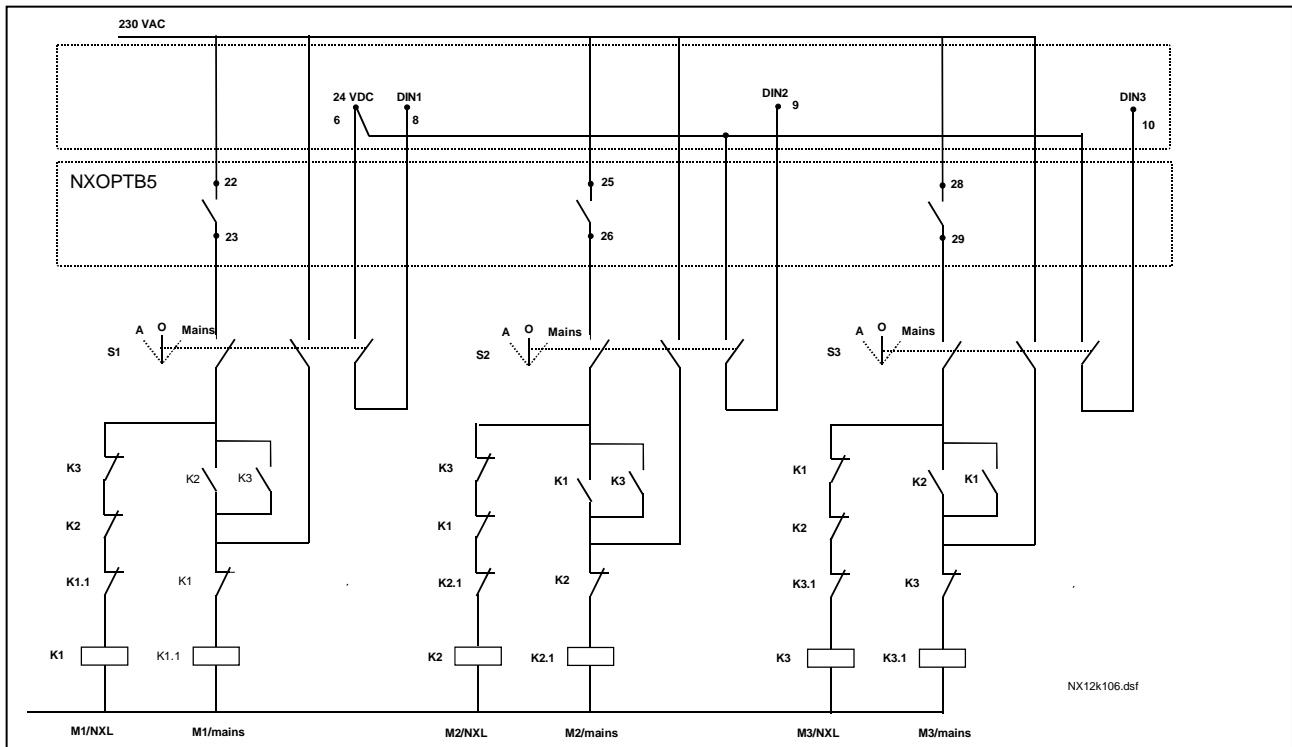 230 VAC
24 VDC
DIN1
DIN2
DIN3
6
8
9
10
NXOPTB5
22
25
28
23
26
29
A
O
Mains
S1
A
O
Mains
S2
A
O
Mains
S3
K3
K2
K3
K3
K1
K3
K1
K2
K1
K2
K1
K2
K1.1
K1
K2.1
K2
K3.1
K3
K1
K1.1
K2
K2.1
K3
K3.1
NX12k106.dsf
M1/NXL
M1/mains
M2/NXL
M2/mains
M3/NXL
M3/mains